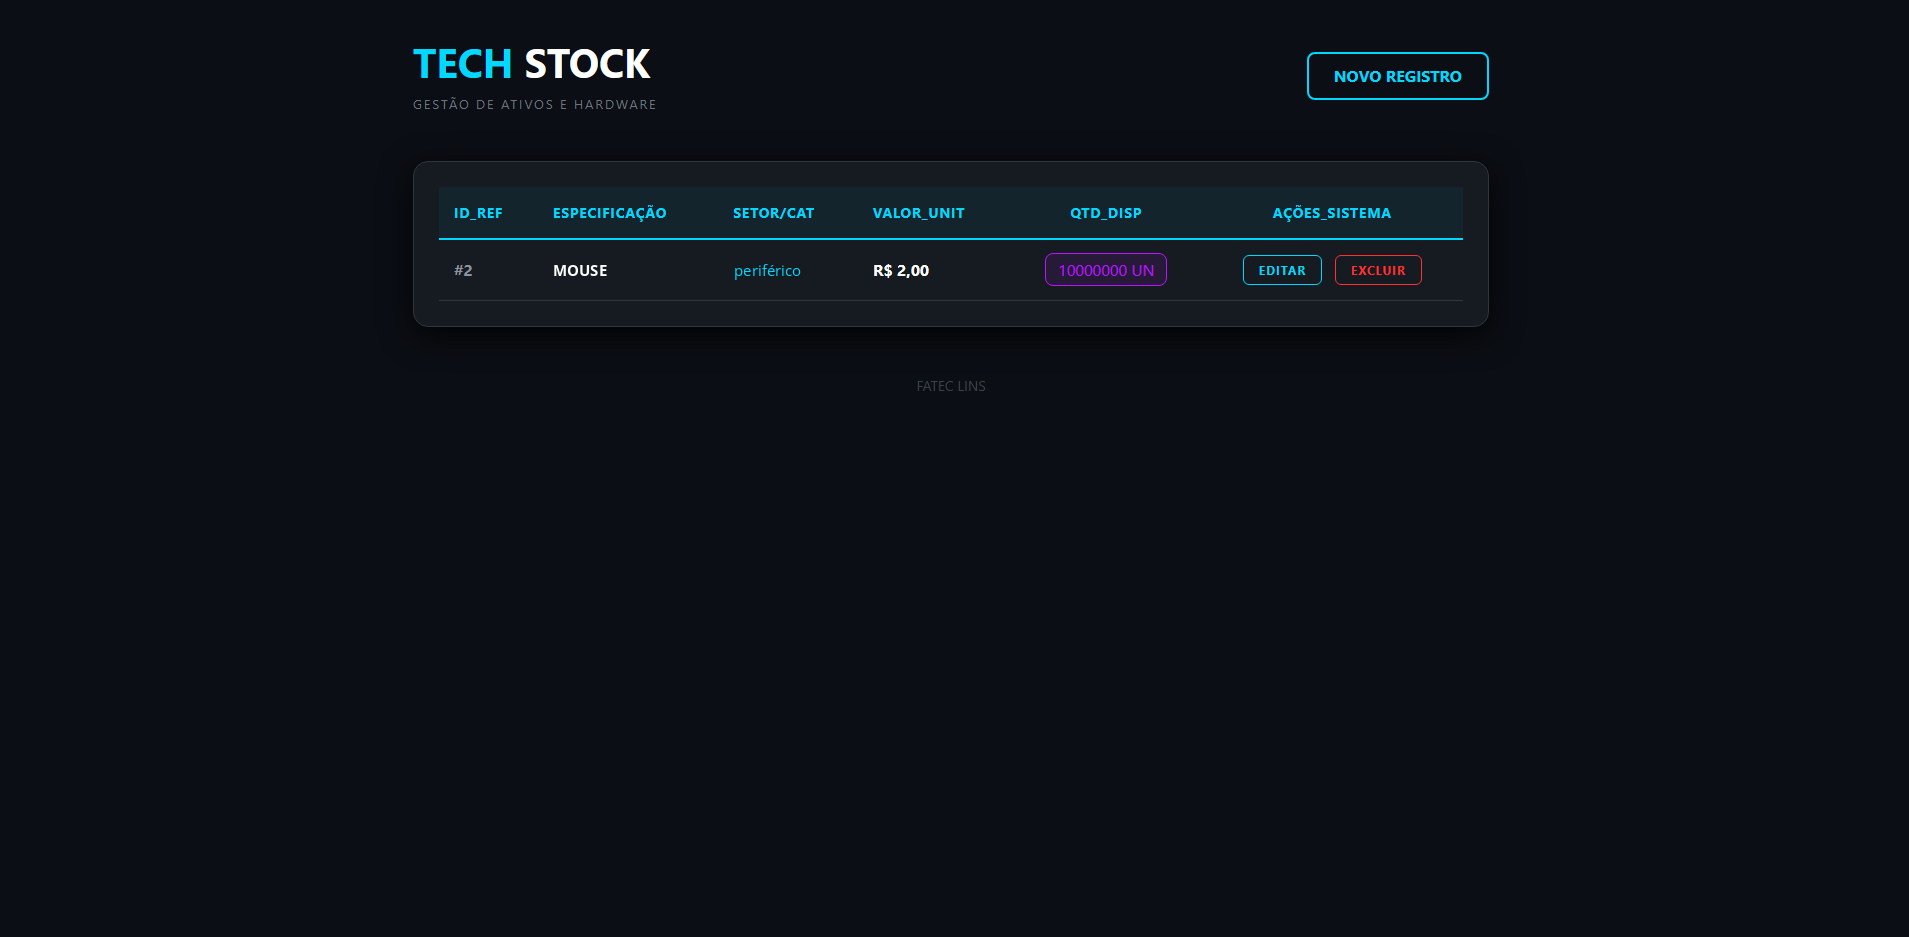 TECH STOCK
GESTÃO DE ATIVOS E HARDWARE
NOVO REGISTRO
ID_REF ESPECIFICAÇÃO SETOR/CAT VALOR_UNIT QTD_DISP AÇÕES_SISTEMA
#2 MOUSE periférico R$ 2,00 10000000 UN EDITAR EXCLUIR
FATEC LINS